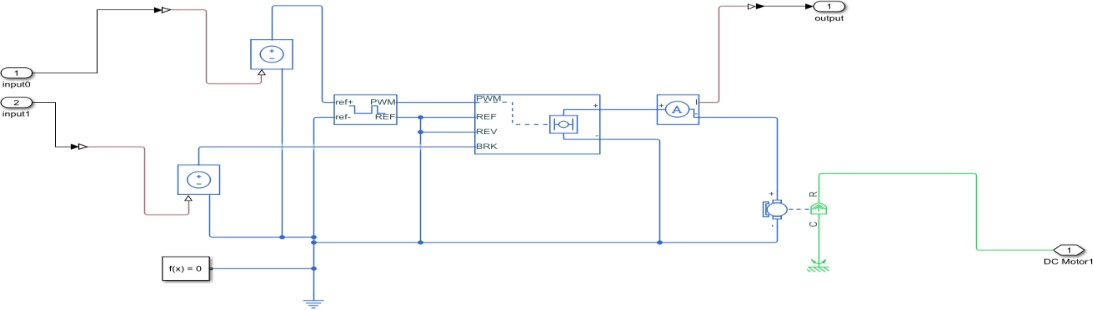 1
input0
2
input1
1
output
ref+ PWM
ref- REF
PWM
REF
REV
BRK
+
-
+ A I
-
+
-
R
C
f(x) = 0
1
DC Motor1